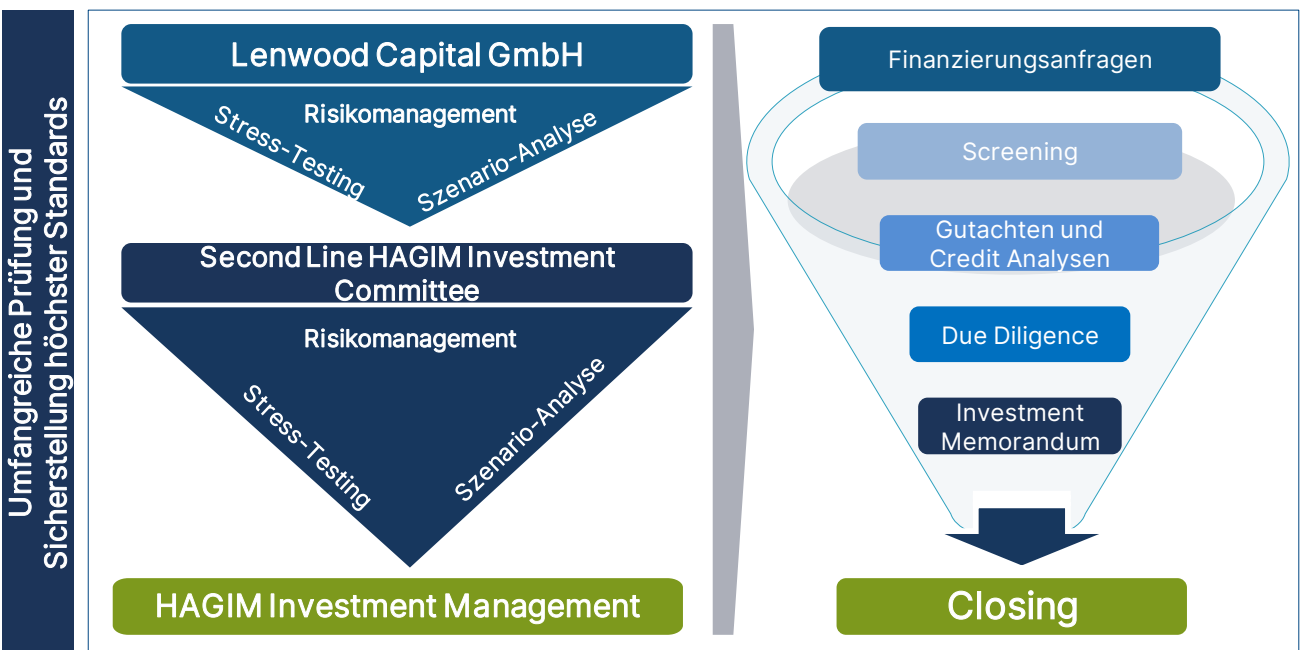 Umfangreiche Prüfung und
Sicherstellung höchster Standards
Lenwood Capital GmbH
Risikomanagement
Stress-Testing
Szenario-Analyse
Second Line HAGIM Investment
Committee
Risikomanagement
Stress-Testing
Szenario-Analyse
HAGIM Investment Management
Finanzierungsanfragen
Screening
Gutachten und
Credit Analysen
Due Diligence
Investment
Memorandum
Closing